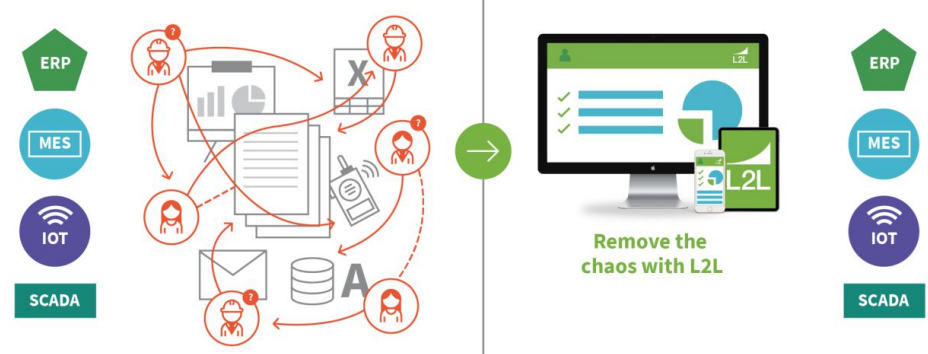 ERP
MES
IOT
SCADA
?
X
?
A
?
L2L
L2L
Remove the
chaos with L2L
ERP
MES
IOT
SCADA